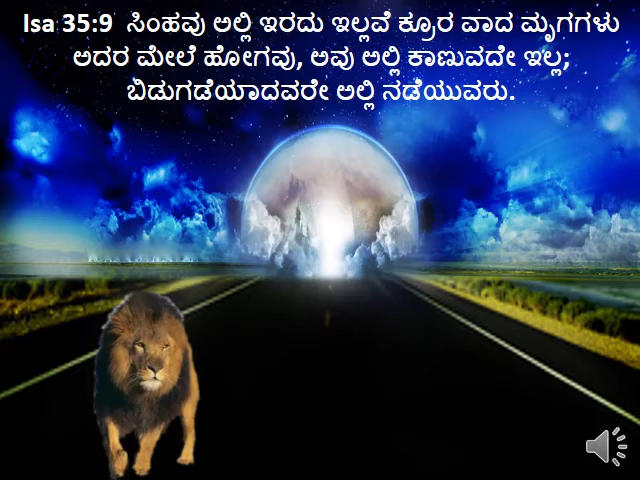 Isa 35:9 ಸಿಂಹವು ಅಲ್ಲಿ ಇರದು ಇಲ್ಲವೆ ಕ್ರೂರ ವಾದ ಮೃಗಗಳು
ಅದರ ಮೇಲೆ ಹೋಗವು, ಅವು ಅಲ್ಲಿ ಕಾಣುವದೇ ಇಲ್ಲ;
ಬಿಡುಗಡೆಯಾದವರೇ ಅಲ್ಲಿ ನಡೆಯುವರು.